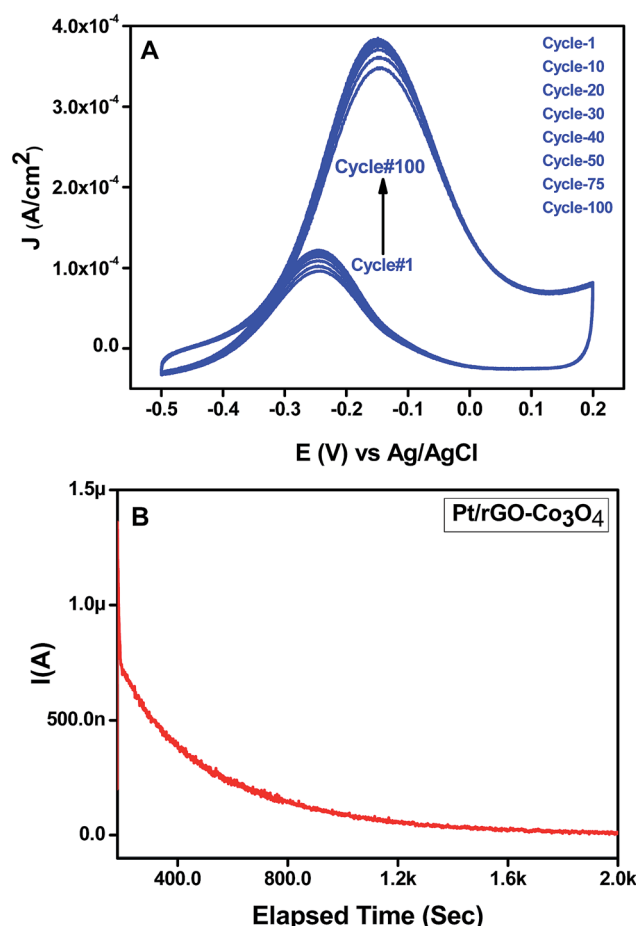 A
Cycle-1
Cycle-10
Cycle-20
Cycle-30
Cycle-40
Cycle-50
Cycle-75
Cycle-100
Cycle#100
Cycle#1
J (A/cm²)
4.0x10⁻⁴
3.0x10⁻⁴
2.0x10⁻⁴
1.0x10⁻⁴
0.0
-0.5 -0.4 -0.3 -0.2 -0.1 0.0 0.1 0.2
E (V) vs Ag/AgCl
B
Pt/rGO-Co₃O₄
I(A)
1.5μ
1.0μ
500.0n
0.0
400.0 800.0 1.2k 1.6k 2.0k
Elapsed Time (Sec)